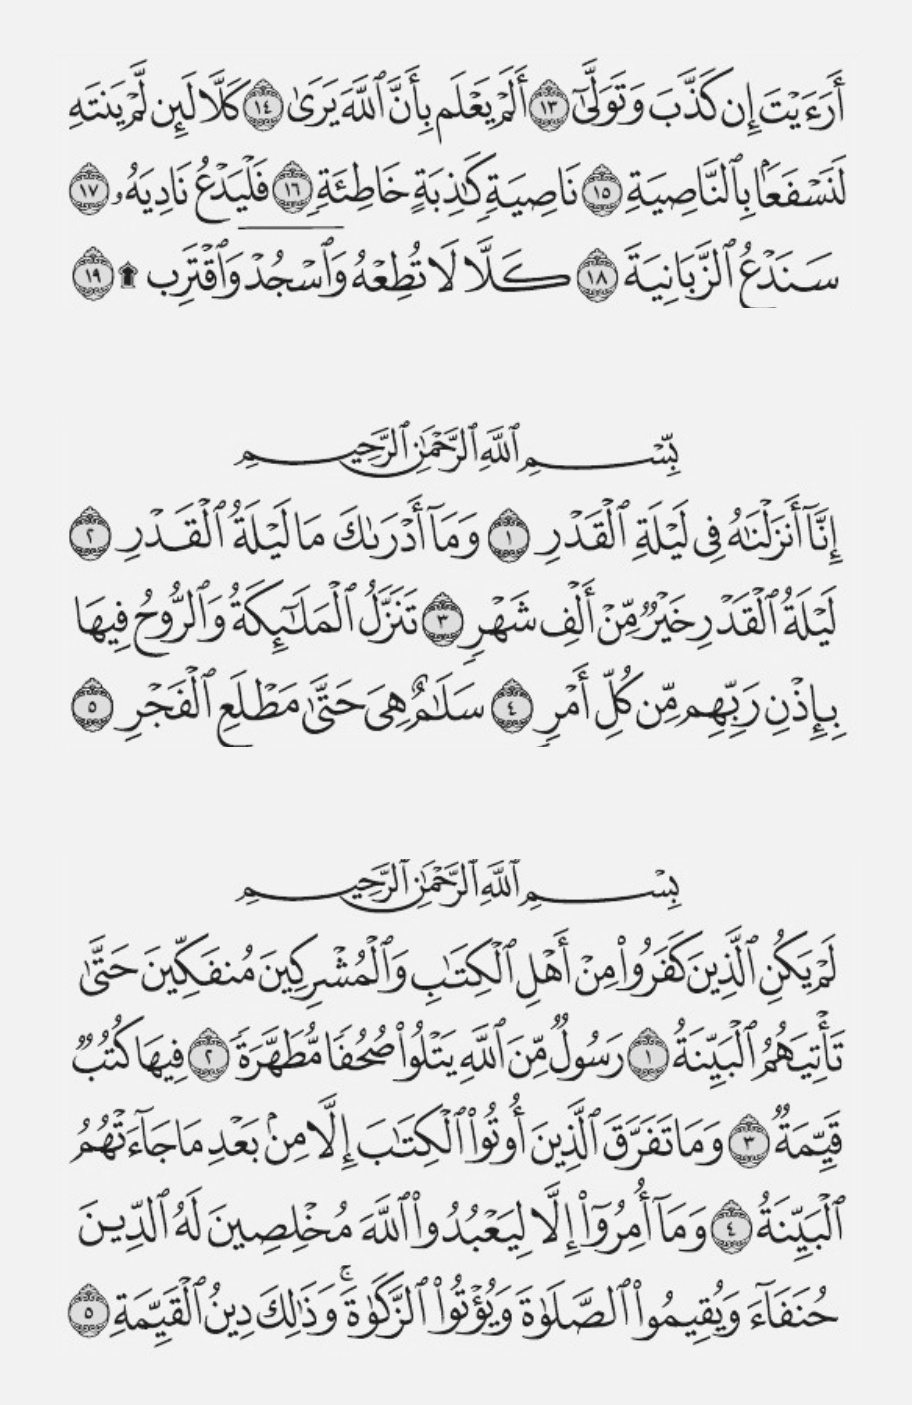 أَرَءَيْتَ إِن كَذَّبَ وَتَوَلَّىٰٓ ١٣ أَلَمْ يَعْلَم بِأَنَّ ٱللَّهَ يَرَىٰ ١٤ كَلَّا لَئِن لَّمْ يَنتَهِ
لَنَسْفَعًۢا بِٱلنَّاصِيَةِ ١٥ نَاصِيَةٍ كَٰذِبَةٍ خَاطِئَةٍ ١٦ فَلْيَدْعُ نَادِيَهُۥ ١٧
سَنَدْعُ ٱلزَّبَانِيَةَ ١٨ كَلَّا لَا تُطِعْهُ وَٱسْجُدْ وَٱقْتَرِب ۩ ١٩
بِسْمِ ٱللَّهِ ٱلرَّحْمَٰنِ ٱلرَّحِيمِ
إِنَّآ أَنزَلْنَٰهُ فِى لَيْلَةِ ٱلْقَدْرِ ١ وَمَآ أَدْرَىٰكَ مَا لَيْلَةُ ٱلْقَدْرِ ٢
لَيْلَةُ ٱلْقَدْرِ خَيْرٌ مِّنْ أَلْفِ شَهْرٍ ٣ تَنَزَّلُ ٱلْمَلَٰٓئِكَةُ وَٱلرُّوحُ فِيهَا
بِإِذْنِ رَبِّهِم مِّن كُلِّ أَمْرٍ ٤ سَلَٰمٌ هِىَ حَتَّىٰ مَطْلَعِ ٱلْفَجْرِ ٥
بِسْمِ ٱللَّهِ ٱلرَّحْمَٰنِ ٱلرَّحِيمِ
لَمْ يَكُنِ ٱلَّذِينَ كَفَرُوا۟ مِنْ أَهْلِ ٱلْكِتَٰبِ وَٱلْمُشْرِكِينَ مُنفَكِّينَ حَتَّىٰ
تَأْتِيَهُمُ ٱلْبَيِّنَةُ ١ رَسُولٌ مِّنَ ٱللَّهِ يَتْلُوا۟ صُحُفًا مُّطَهَّرَةً ٢ فِيهَا كُتُبٌ
قَيِّمَةٌ ٣ وَمَا تَفَرَّقَ ٱلَّذِينَ أُوتُوا۟ ٱلْكِتَٰبَ إِلَّا مِنۢ بَعْدِ مَا جَآءَتْهُمُ
ٱلْبَيِّنَةُ ٤ وَمَآ أُمِرُوٓا۟ إِلَّا لِيَعْبُدُوا۟ ٱللَّهَ مُخْلِصِينَ لَهُ ٱلدِّينَ
حُنَفَآءَ وَيُقِيمُوا۟ ٱلصَّلَوٰةَ وَيُؤْتُوا۟ ٱلزَّكَوٰةَ ۚ وَذَٰلِكَ دِينُ ٱلْقَيِّمَةِ ٥